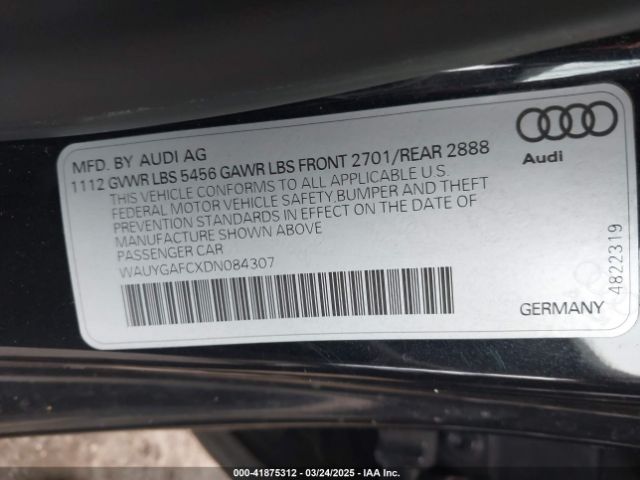 MFD. BY AUDI AG
1112 GVWR LBS 5456 GAWR LBS FRONT 2701/REAR 2888
THIS VEHICLE CONFORMS TO ALL APPLICABLE U.S.
FEDERAL MOTOR VEHICLE SAFETY, BUMPER AND THEFT
PREVENTION STANDARDS IN EFFECT ON THE DATE OF
MANUFACTURE SHOWN ABOVE
PASSENGER CAR
WAUYGAFCXDN084307
Audi
4822319
GERMANY
000-41875312 | 03/24/2025 | IAA Inc.